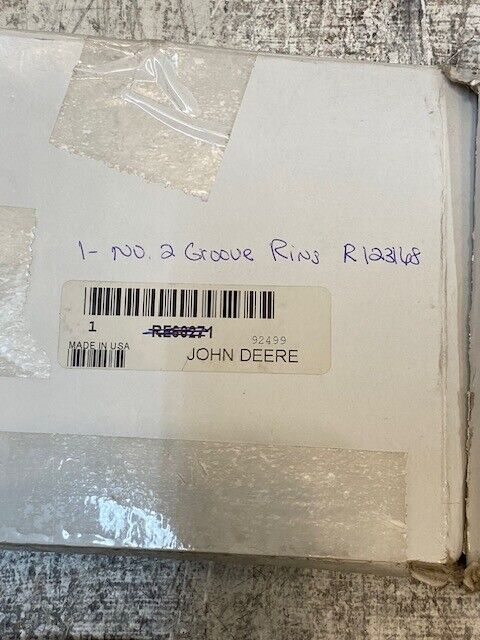 1- NO. 2 Groove Ring R123168
1 RE60271 92499
MADE IN USA JOHN DEERE